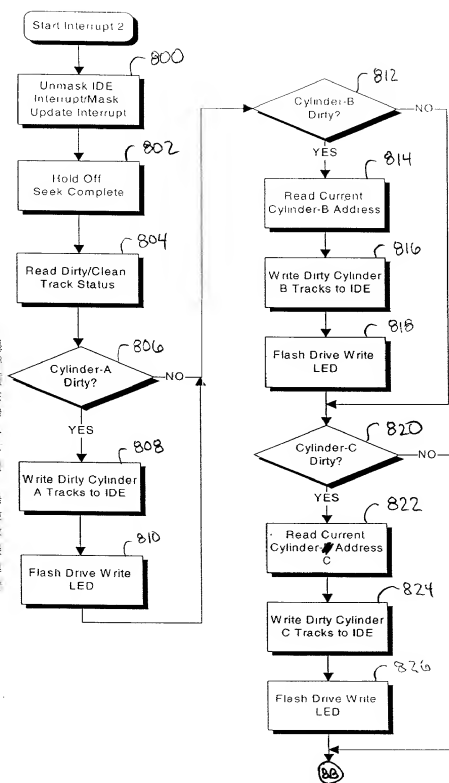 Start Interrupt 2
800
Unmask IDE
Interrupt/Mask
Update Interrupt
802
Hold Off
Seek Complete
804
Read Dirty/Clean
Track Status
806
Cylinder-A
Dirty?
NO
YES
808
Write Dirty Cylinder
A Tracks to IDE
810
Flash Drive Write
LED
812
Cylinder-B
Dirty?
NO
YES
814
Read Current
Cylinder-B Address
816
Write Dirty Cylinder
B Tracks to IDE
818
Flash Drive Write
LED
820
Cylinder-C
Dirty?
NO
YES
822
Read Current
Cylinder- Address
C
824
Write Dirty Cylinder
C Tracks to IDE
826
Flash Drive Write
LED
8B